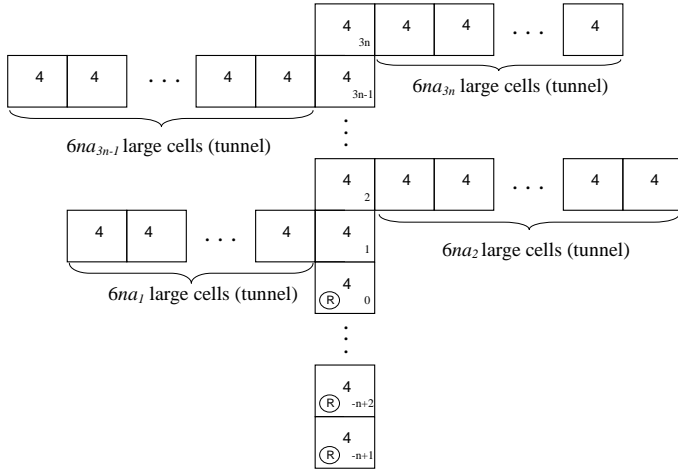 4 3n 4 4 . . . 4
6na3n large cells (tunnel)
4 4 . . . 4 4 4 3n-1
6na3n-1 large cells (tunnel)
. . .
4 2 4 4 . . . 4 4
6na2 large cells (tunnel)
4 4 . . . 4 4 1
6na1 large cells (tunnel)
4 R 0
. . .
4 R -n+2
4 R -n+1